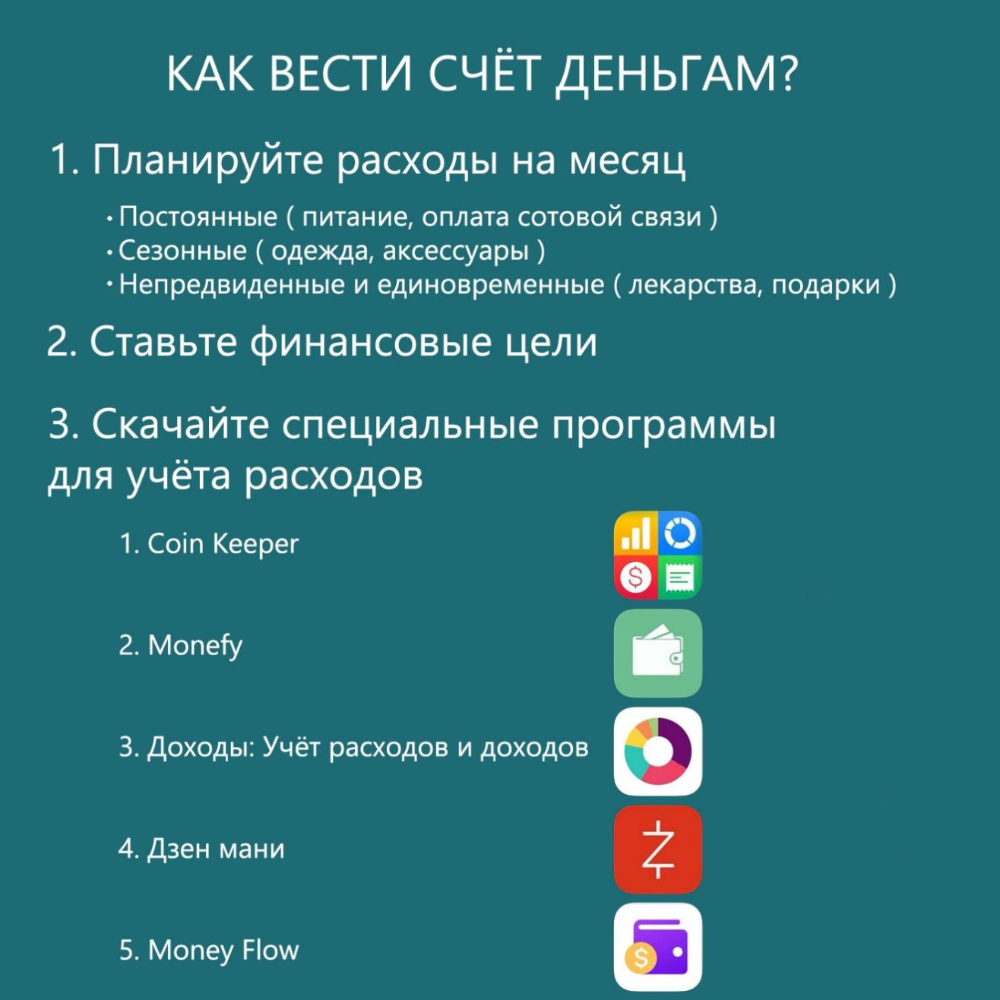 КАК ВЕСТИ СЧЁТ ДЕНЬГАМ?
1. Планируйте расходы на месяц
· Постоянные ( питание, оплата сотовой связи )
· Сезонные ( одежда, аксессуары )
· Непредвиденные и единовременные ( лекарства, подарки )
2. Ставьте финансовые цели
3. Скачайте специальные программы
для учёта расходов
1. Coin Keeper
2. Monefy
3. Доходы: Учёт расходов и доходов
4. Дзен мани
5. Money Flow